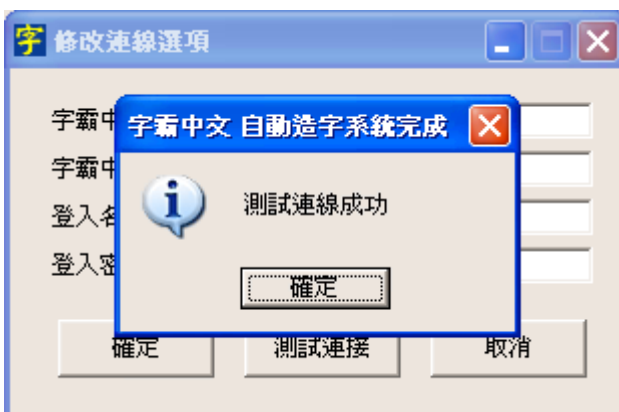 字 修改連線選項
字霸中
字霸中文 自動造字系統完成
字霸中
測試連線成功
登入名
登入密
確定
確定
測試連接
取消